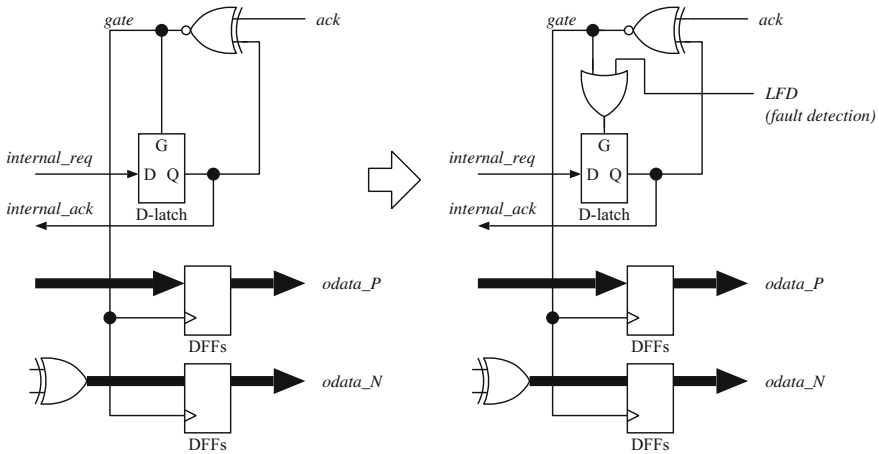 gate
ack
internal_req
G
D Q
internal_ack
D-latch
odata_P
DFFs
odata_N
DFFs
gate
ack
LFD
(fault detection)
internal_req
G
D Q
internal_ack
D-latch
odata_P
DFFs
odata_N
DFFs